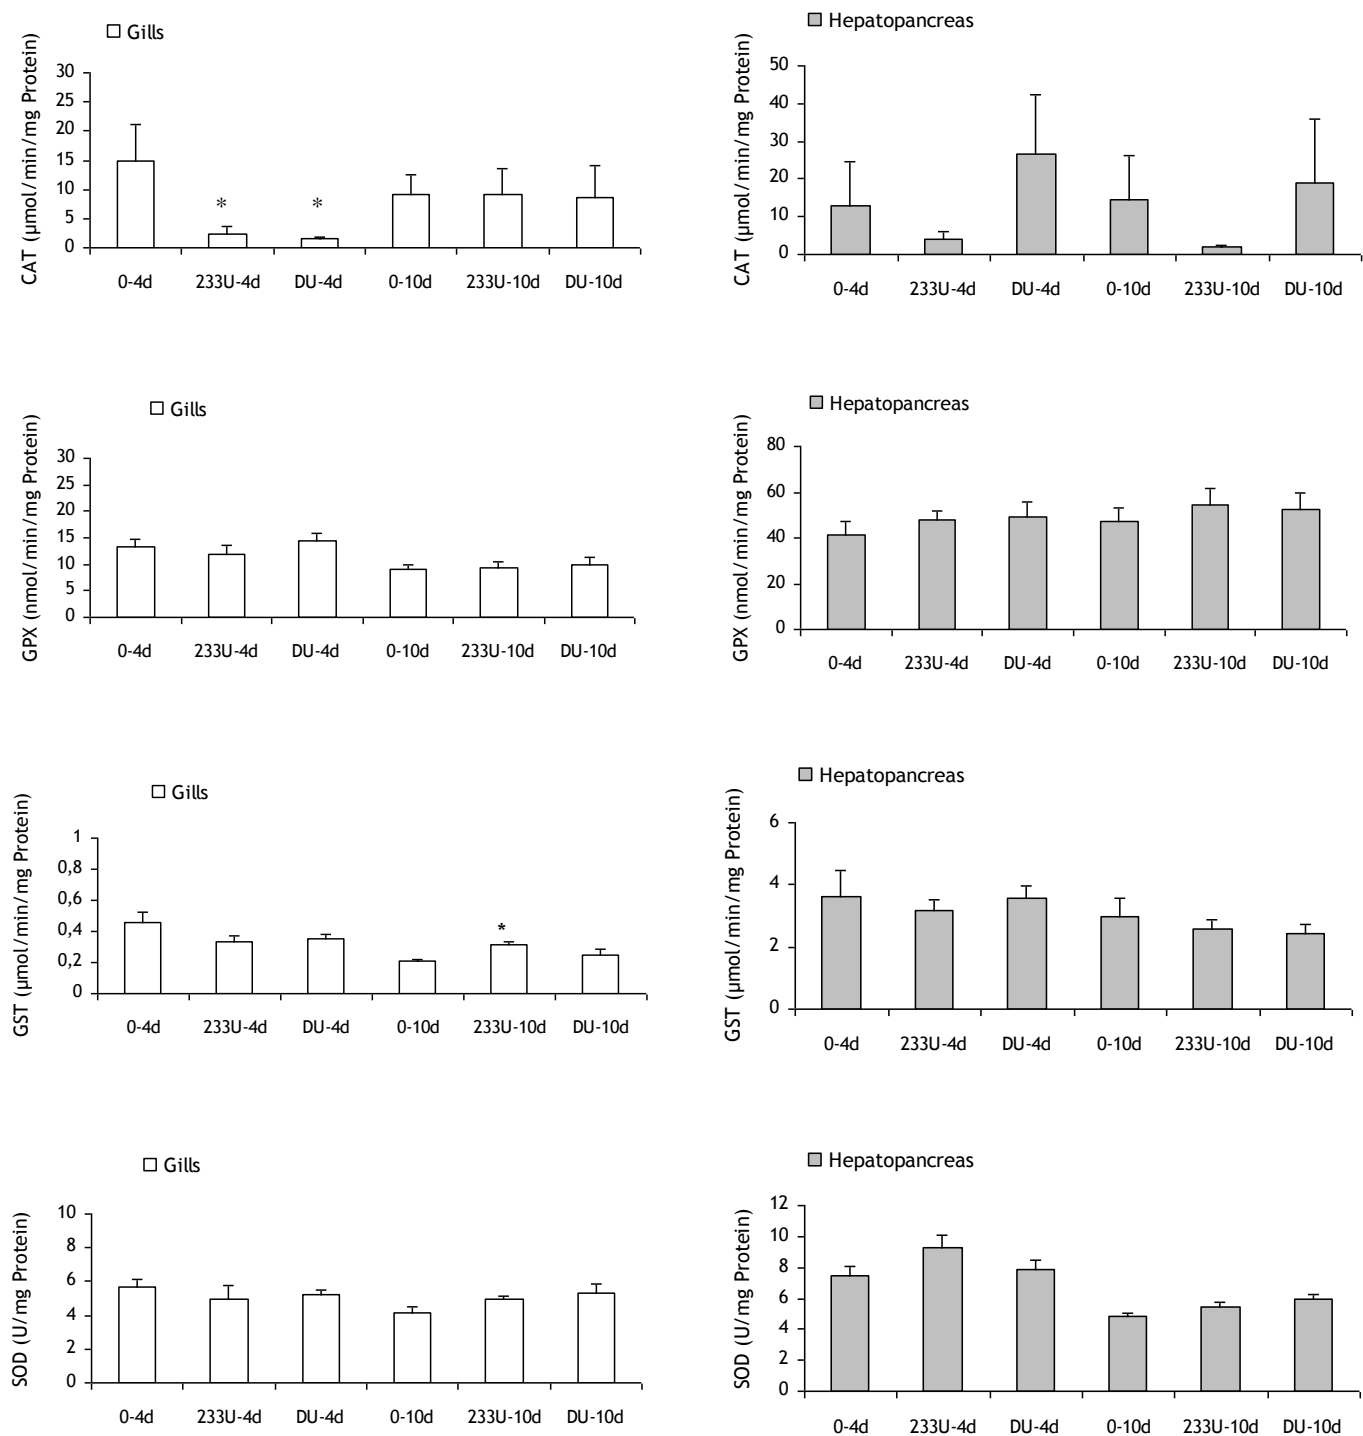 Gills
CAT (µmol/min/mg Protein)
30
25
20
15
10
5
0
* *
0-4d 233U-4d DU-4d 0-10d 233U-10d DU-10d
Hepatopancreas
CAT (µmol/min/mg Protein)
50
40
30
20
10
0
0-4d 233U-4d DU-4d 0-10d 233U-10d DU-10d
Gills
GPX (nmol/min/mg Protein)
30
25
20
15
10
5
0
0-4d 233U-4d DU-4d 0-10d 233U-10d DU-10d
Hepatopancreas
GPX (nmol/min/mg Protein)
80
60
40
20
0
0-4d 233U-4d DU-4d 0-10d 233U-10d DU-10d
Gills
GST (µmol/min/mg Protein)
1
0,8
0,6
0,4
0,2
0
*
0-4d 233U-4d DU-4d 0-10d 233U-10d DU-10d
Hepatopancreas
GST (µmol/min/mg Protein)
6
4
2
0
0-4d 233U-4d DU-4d 0-10d 233U-10d DU-10d
Gills
SOD (U/mg Protein)
10
8
6
4
2
0
0-4d 233U-4d DU-4d 0-10d 233U-10d DU-10d
Hepatopancreas
SOD (U/mg Protein)
12
10
8
6
4
2
0
0-4d 233U-4d DU-4d 0-10d 233U-10d DU-10d